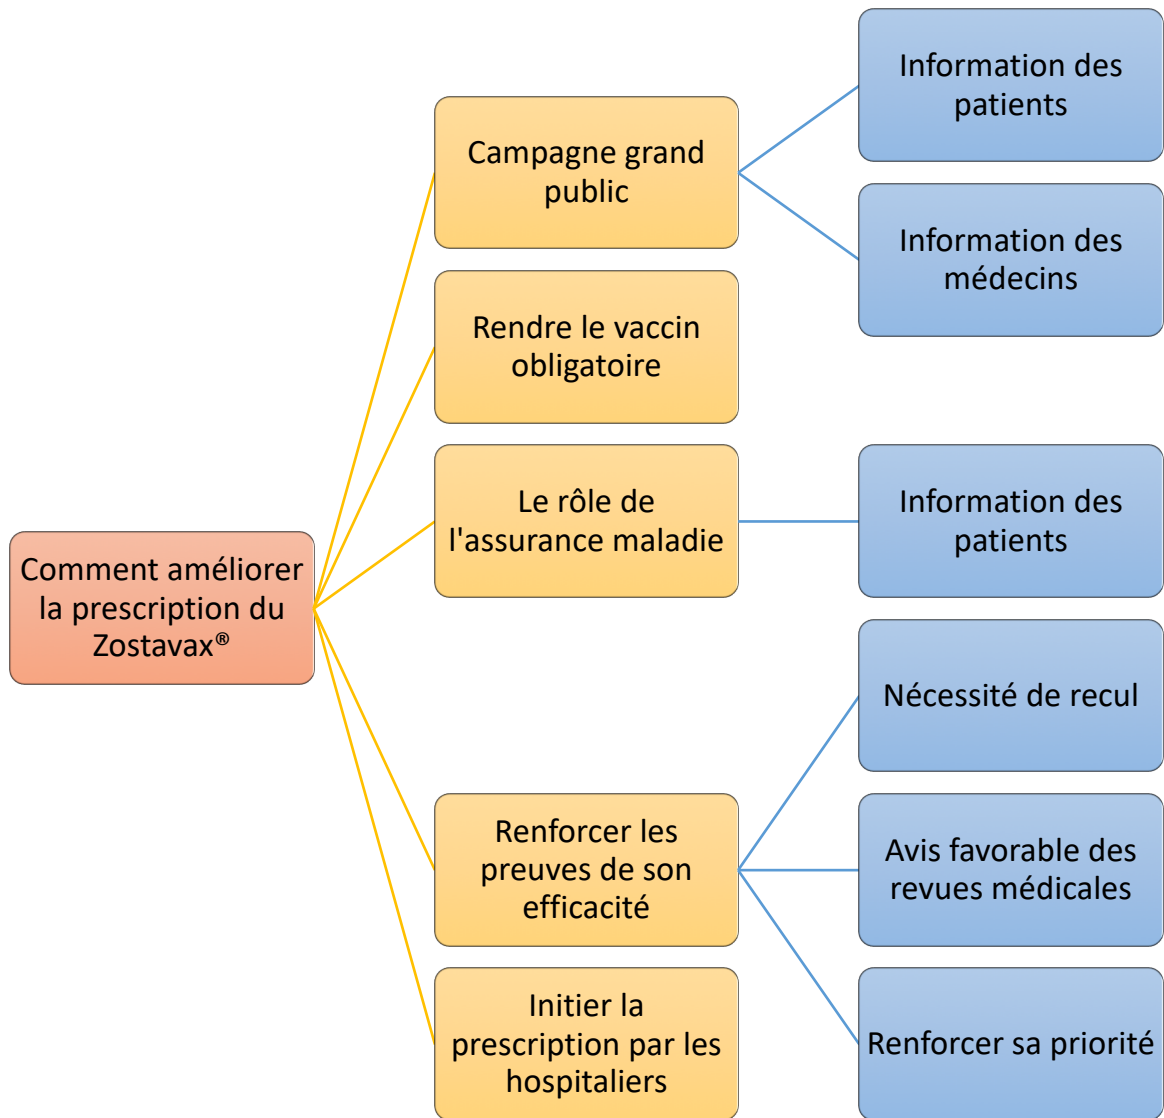 Information des
patients
Campagne grand
public
Information des
médecins
Rendre le vaccin
obligatoire
Le rôle de
l'assurance maladie
Information des
patients
Comment améliorer
la prescription du
Zostavax®
Nécessité de recul
Renforcer les
preuves de son
efficacité
Avis favorable des
revues médicales
Initier la
prescription par les
hospitaliers
Renforcer sa priorité